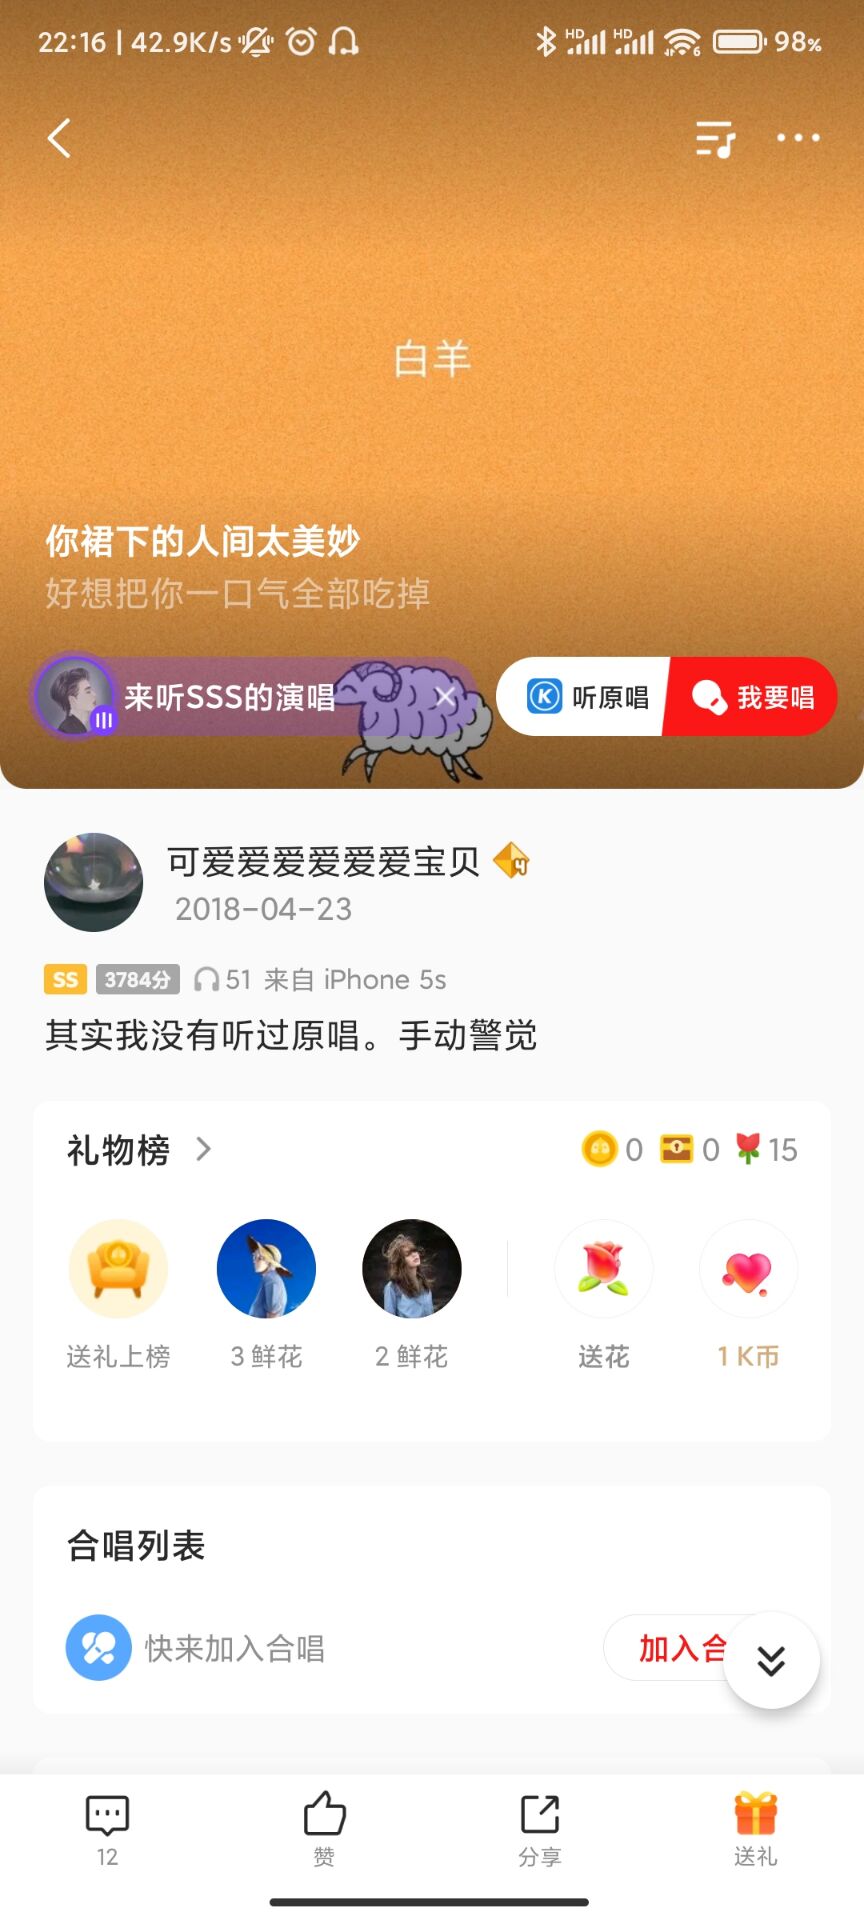 22:16 | 42.9K/s HD HD 6 98%
白羊
你裙下的人间太美妙
好想把你一口气全部吃掉
来听SSS的演唱
K 听原唱 我要唱
可爱爱爱爱爱爱宝贝
2018-04-23
SS 3784分 51 来自 iPhone 5s
其实我没有听过原唱。手动警觉
礼物榜 0 0 15
送礼上榜 3 鲜花 2 鲜花 送花 1 K币
合唱列表
快来加入合唱 加入合
12 赞 分享 送礼